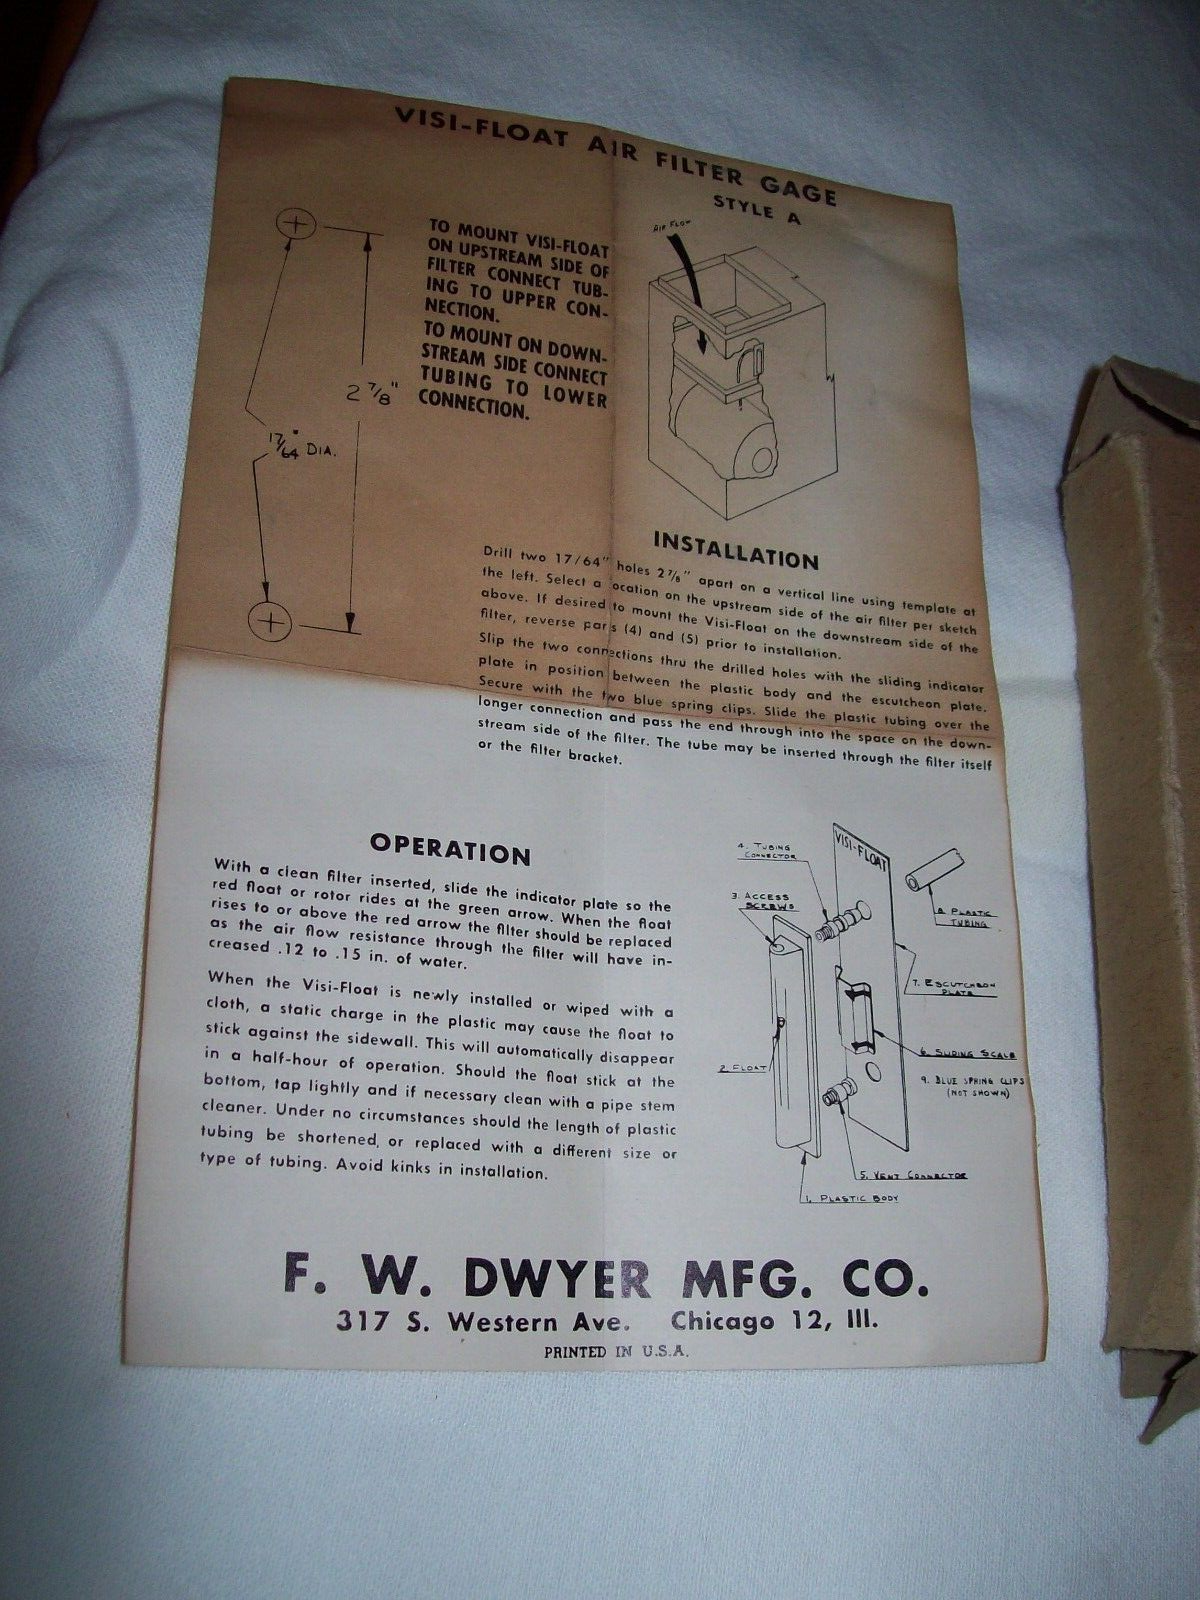 VISI-FLOAT AIR FILTER GAGE
STYLE A
TO MOUNT VISI-FLOAT
ON UPSTREAM SIDE OF
FILTER CONNECT TUB-
ING TO UPPER CON-
NECTION.
TO MOUNT ON DOWN-
STREAM SIDE CONNECT
TUBING TO LOWER
CONNECTION.
2 7/8"
17/64" DIA.
AIR FLOW
INSTALLATION
Drill two 17/64" holes 2 7/8" apart on a vertical line using template at
the left. Select a location on the upstream side of the air filter per sketch
above. If desired to mount the Visi-Float on the downstream side of the
filter, reverse parts (4) and (5) prior to installation.
Slip the two connections thru the drilled holes with the sliding indicator
plate in position between the plastic body and the escutcheon plate.
Secure with the two blue spring clips. Slide the plastic tubing over the
longer connection and pass the end through into the space on the down-
stream side of the filter. The tube may be inserted through the filter itself
or the filter bracket.
OPERATION
With a clean filter inserted, slide the indicator plate so the
red float or rotor rides at the green arrow. When the float
rises to or above the red arrow the filter should be replaced
as the air flow resistance through the filter will have in-
creased .12 to .15 in. of water.
When the Visi-Float is newly installed or wiped with a
cloth, a static charge in the plastic may cause the float to
stick against the sidewall. This will automatically disappear
in a half-hour of operation. Should the float stick at the
bottom, tap lightly and if necessary clean with a pipe stem
cleaner. Under no circumstances should the length of plastic
tubing be shortened, or replaced with a different size or
type of tubing. Avoid kinks in installation.
VISI-FLOAT
4. TUBING
CONNECTOR
3. ACCESS
SCREWS
8. PLASTIC
TUBING
7. ESCUTCHEON
PLATE
6. SLIDING SCALE
2. FLOAT
9. BLUE SPRING CLIPS
(NOT SHOWN)
5. VENT CONNECTOR
1. PLASTIC BODY
F. W. DWYER MFG. CO.
317 S. Western Ave. Chicago 12, Ill.
PRINTED IN U.S.A.